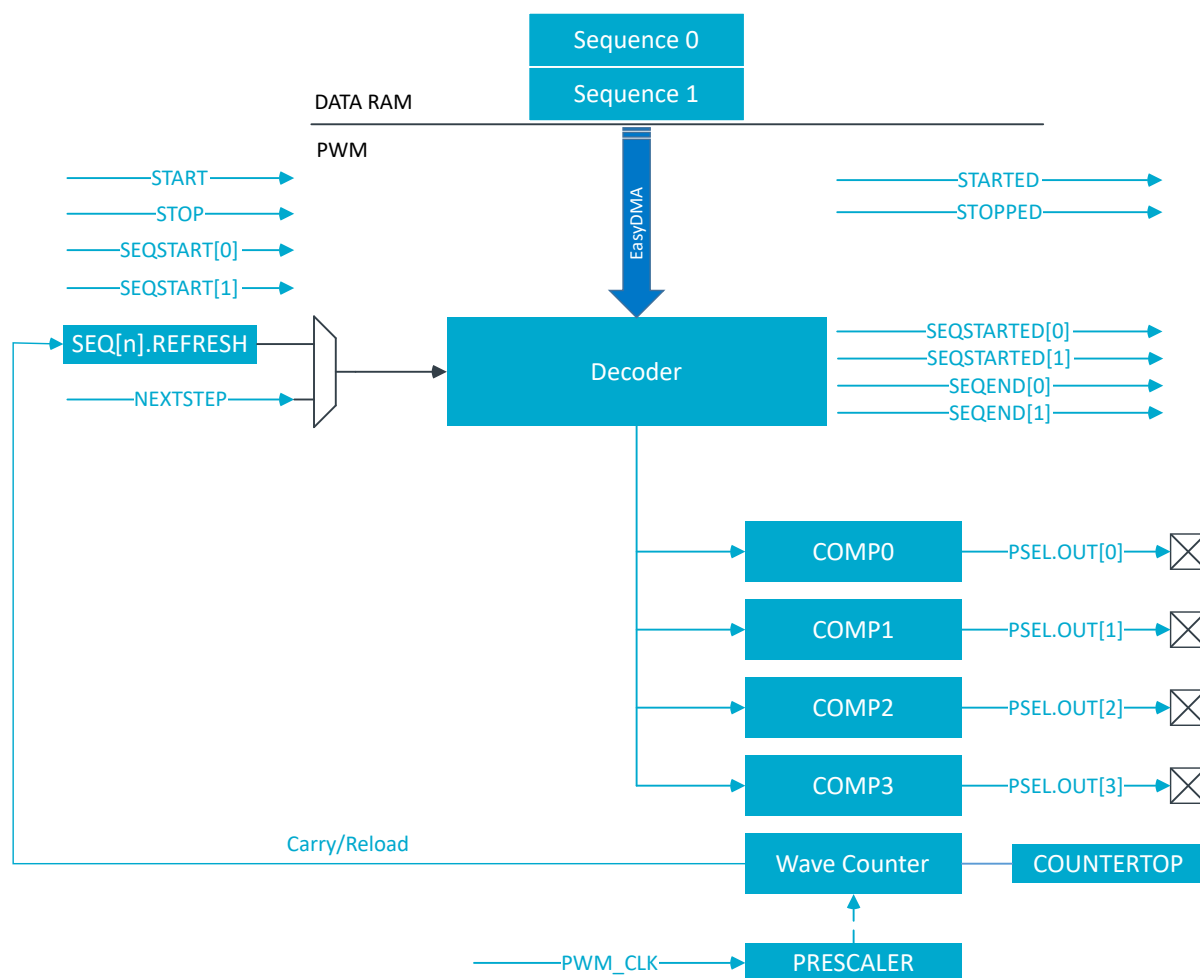 Sequence 0
Sequence 1
DATA RAM
PWM
START
STOP
SEQSTART[0]
SEQSTART[1]
EasyDMA
STARTED
STOPPED
SEQ[n].REFRESH
NEXTSTEP
Decoder
SEQSTARTED[0]
SEQSTARTED[1]
SEQEND[0]
SEQEND[1]
COMP0
PSEL.OUT[0]
COMP1
PSEL.OUT[1]
COMP2
PSEL.OUT[2]
COMP3
PSEL.OUT[3]
Carry/Reload
Wave Counter
COUNTERTOP
PWM_CLK
PRESCALER